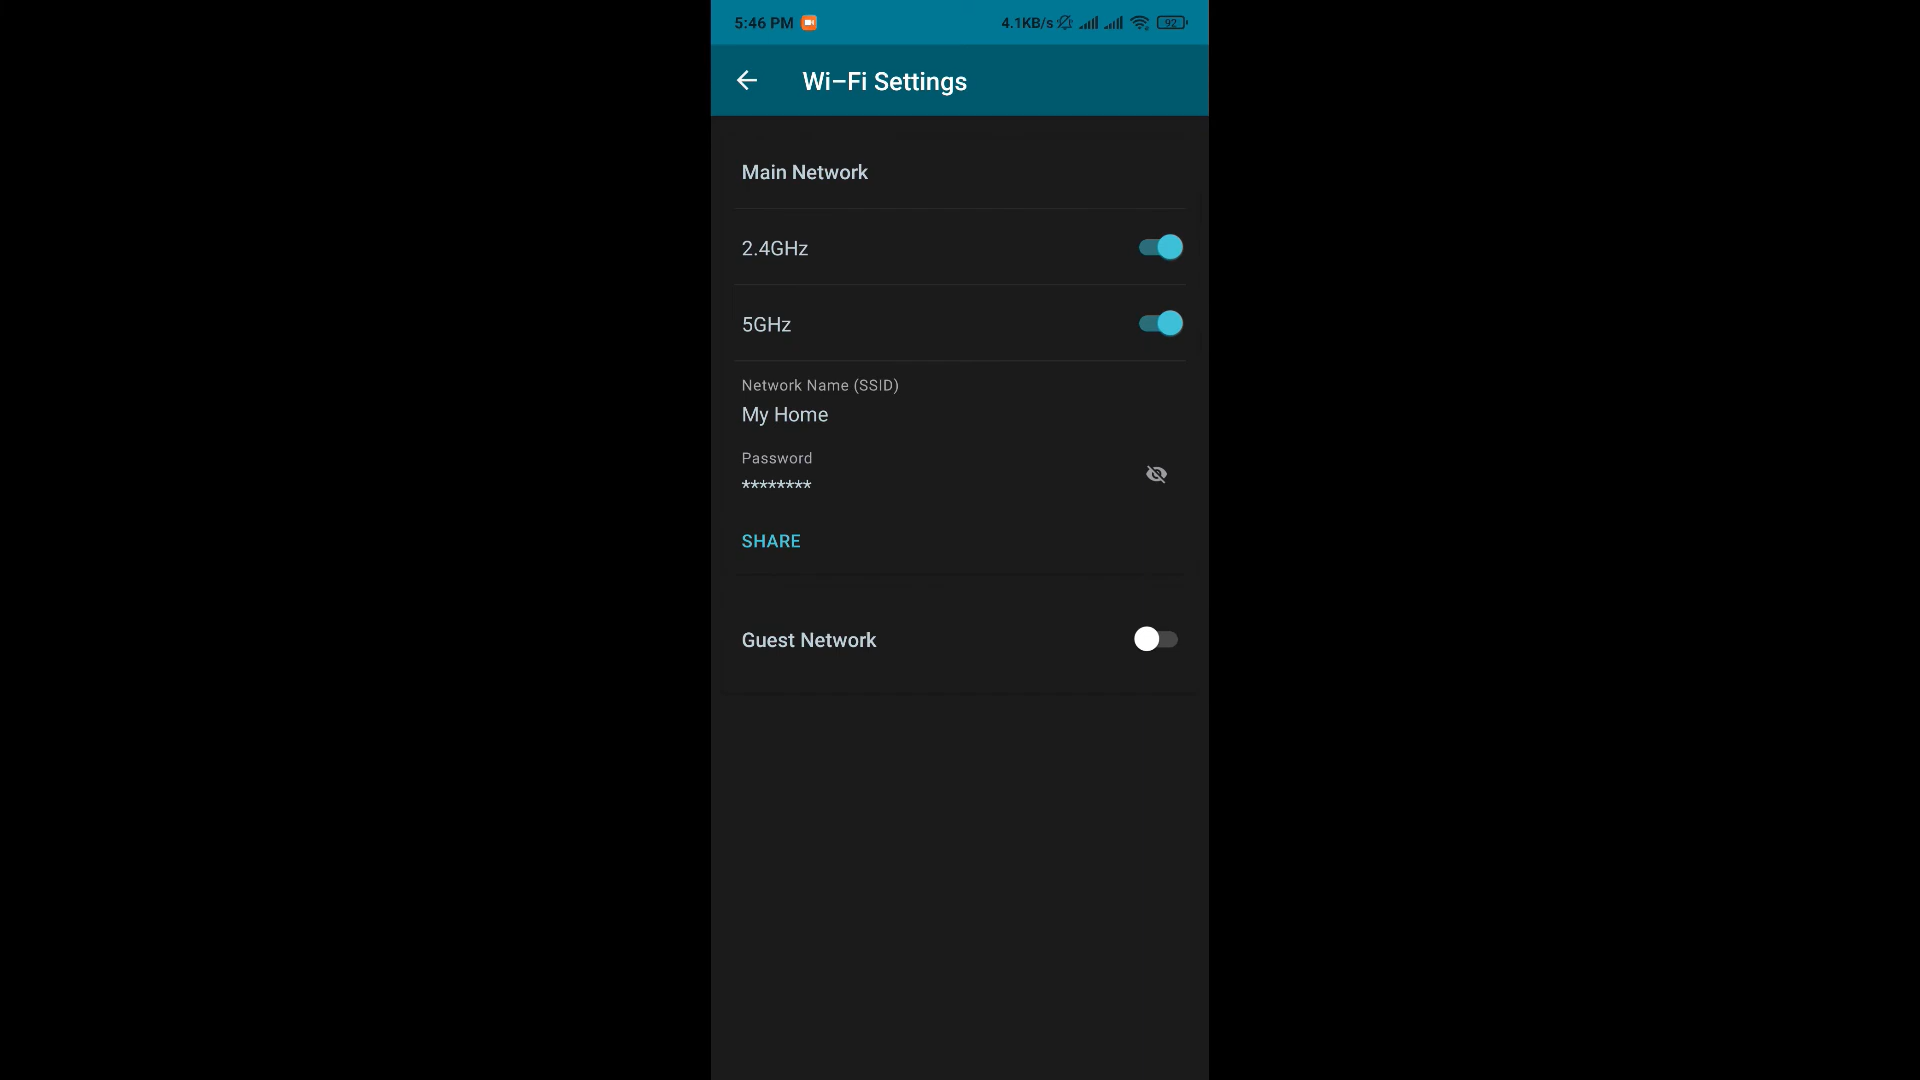 5:46 PM 4.1KB/s 92
Wi-Fi Settings
Main Network
2.4GHz
5GHz
Network Name (SSID)
My Home
Password
********
SHARE
Guest Network